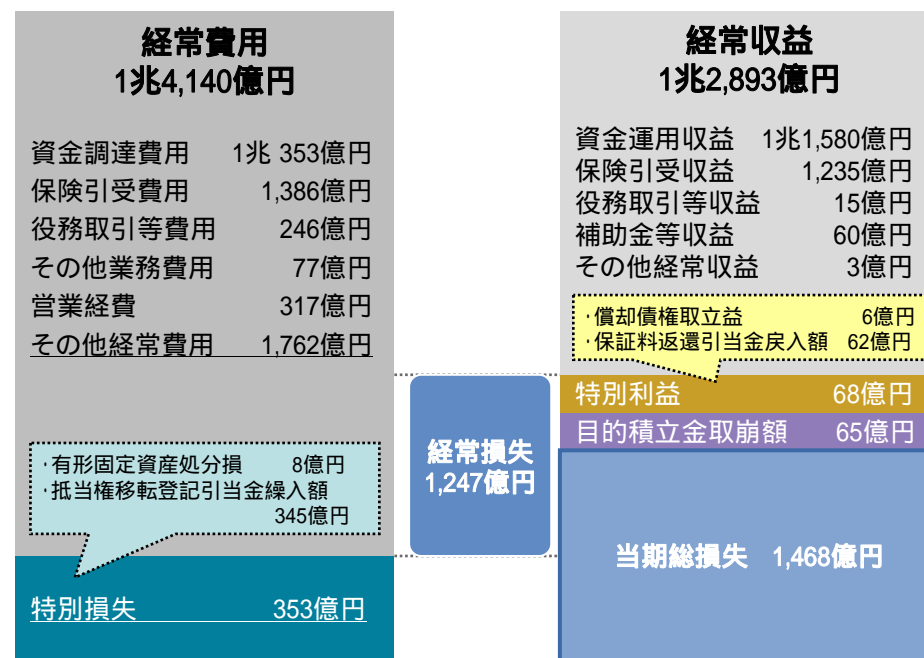 経常費用
1兆4,140億円
資金調達費用 1兆 353億円
保険引受費用 1,386億円
役務取引等費用 246億円
その他業務費用 77億円
営業経費 317億円
その他経常費用 1,762億円
・有形固定資産処分損 8億円
・抵当権移転登記引当金繰入額
345億円
特別損失 353億円
経常損失
1,247億円
経常収益
1兆2,893億円
資金運用収益 1兆1,580億円
保険引受収益 1,235億円
役務取引等収益 15億円
補助金等収益 60億円
その他経常収益 3億円
・償却債権取立益 6億円
・保証料返還引当金戻入額 62億円
特別利益 68億円
目的積立金取崩額 65億円
当期総損失 1,468億円